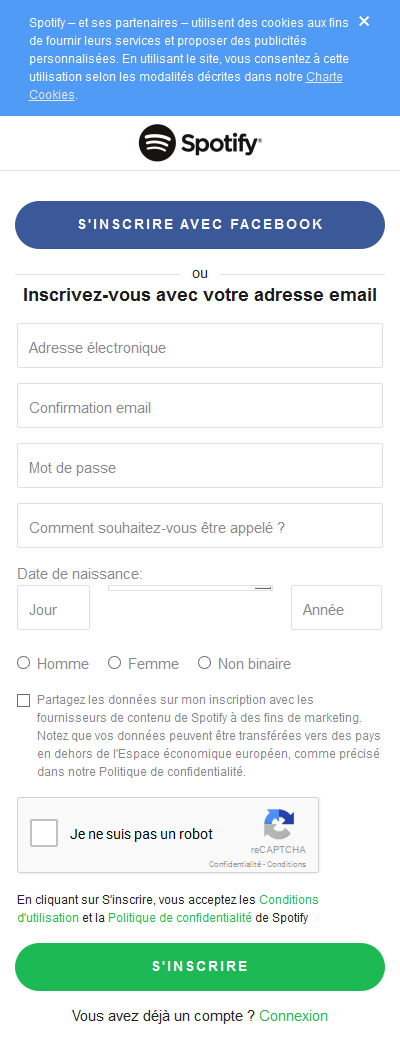 Spotify – et ses partenaires – utilisent des cookies aux fins
de fournir leurs services et proposer des publicités
personnalisées. En utilisant le site, vous consentez à cette
utilisation selon les modalités décrites dans notre Charte
Cookies.
Spotify®
S'INSCRIRE AVEC FACEBOOK
ou
Inscrivez-vous avec votre adresse email
Adresse électronique
Confirmation email
Mot de passe
Comment souhaitez-vous être appelé ?
Date de naissance:
Jour
Année
Homme Femme Non binaire
Partagez les données sur mon inscription avec les
fournisseurs de contenu de Spotify à des fins de marketing.
Notez que vos données peuvent être transférées vers des pays
en dehors de l'Espace économique européen, comme précisé
dans notre Politique de confidentialité.
Je ne suis pas un robot
reCAPTCHA
Confidentialité - Conditions
En cliquant sur S'inscrire, vous acceptez les Conditions
d'utilisation et la Politique de confidentialité de Spotify
S'INSCRIRE
Vous avez déjà un compte ? Connexion